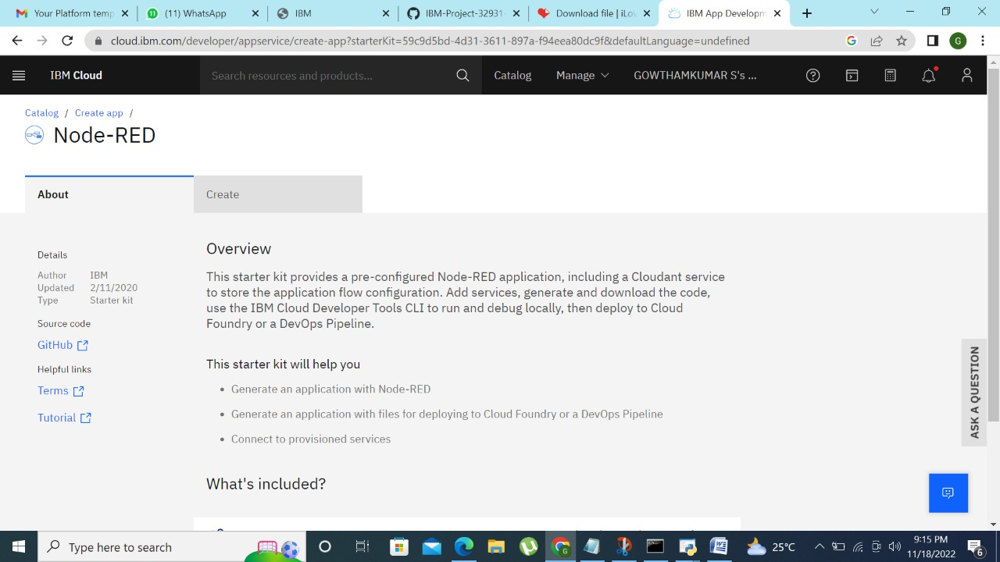 Your Platform temp
(11) WhatsApp
IBM
IBM-Project-32931-
Download file | iLov
IBM App Developm
cloud.ibm.com/developer/appservice/create-app?starterKit=59c9d5bd-4d31-3611-897a-f94eea80dc9f&defaultLanguage=undefined
G
IBM Cloud
Search resources and products...
Catalog
Manage
GOWTHAMKUMAR S's ...
Catalog / Create app /
Node-RED
About
Create
Details
Author IBM
Updated 2/11/2020
Type Starter kit
Source code
GitHub
Helpful links
Terms
Tutorial
Overview
This starter kit provides a pre-configured Node-RED application, including a Cloudant service
to store the application flow configuration. Add services, generate and download the code,
use the IBM Cloud Developer Tools CLI to run and debug locally, then deploy to Cloud
Foundry or a DevOps Pipeline.
This starter kit will help you
• Generate an application with Node-RED
• Generate an application with files for deploying to Cloud Foundry or a DevOps Pipeline
• Connect to provisioned services
What's included?
ASK A QUESTION
Type here to search
25°C
9:15 PM
11/18/2022
6